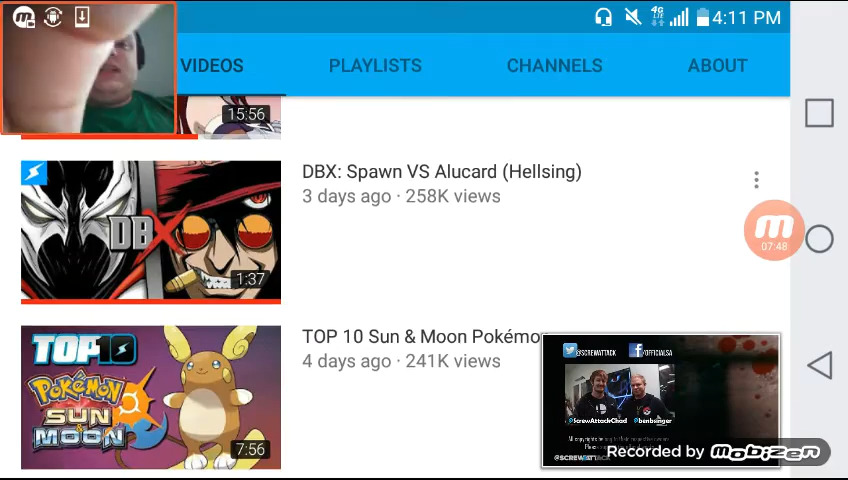 4G
LTE
4:11 PM
VIDEOS
PLAYLISTS
CHANNELS
ABOUT
15:56
DBX: Spawn VS Alucard (Hellsing)
3 days ago · 258K views
DBX
1:37
07:48
TOP 10 Sun & Moon Pokémo
4 days ago · 241K views
TOP 10
Pokémon
SUN
& MOON
7:56
@SCREWATTACK
/OFFICIALSA
@ScrewAttackChad
@benbsinger
@SCREWATTACK
Recorded by Mobizen